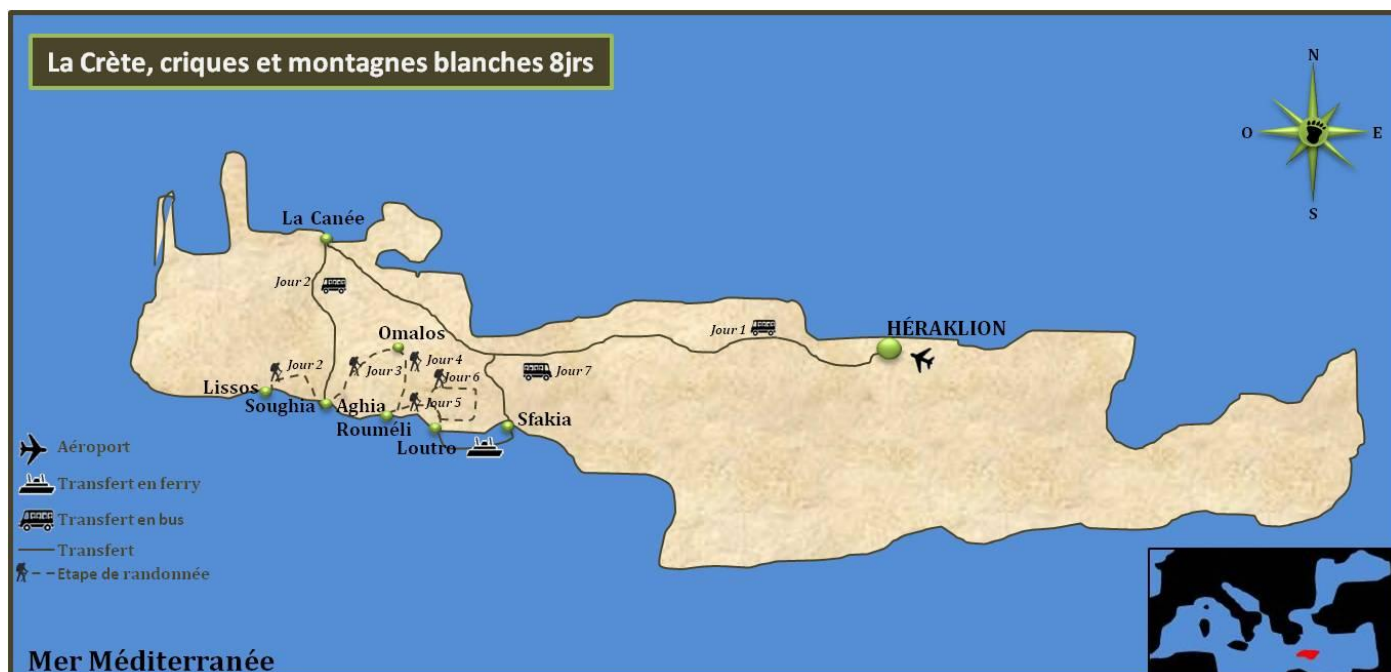 La Crète, criques et montagnes blanches 8jrs
N
O
E
S
La Canée
Jour 2
Jour 1
HÉRAKLION
Omalos
Jour 2
Jour 3
Jour 4
Jour 6
Jour 7
Lissos
Soughia
Aghia
Rouméli
Jour 5
Loutro
Sfakia
Aéroport
Transfert en ferry
Transfert en bus
Transfert
Etape de randonnée
Mer Méditerranée